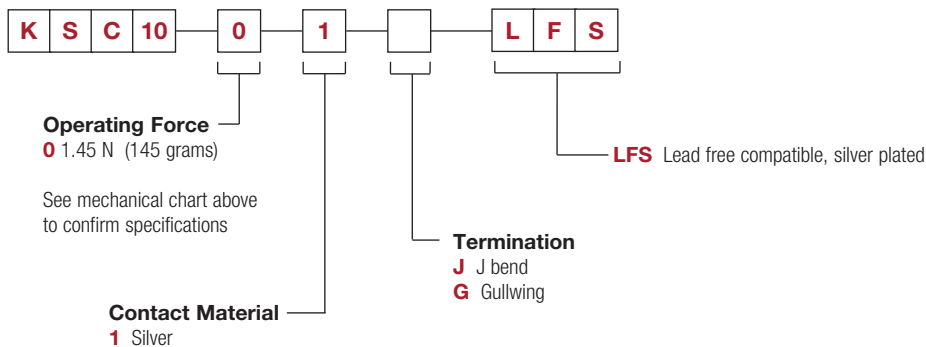 K S C 10 0 1 L F S
Operating Force
0 1.45 N (145 grams)
See mechanical chart above
to confirm specifications
LFS Lead free compatible, silver plated
Termination
J J bend
G Gullwing
Contact Material
1 Silver